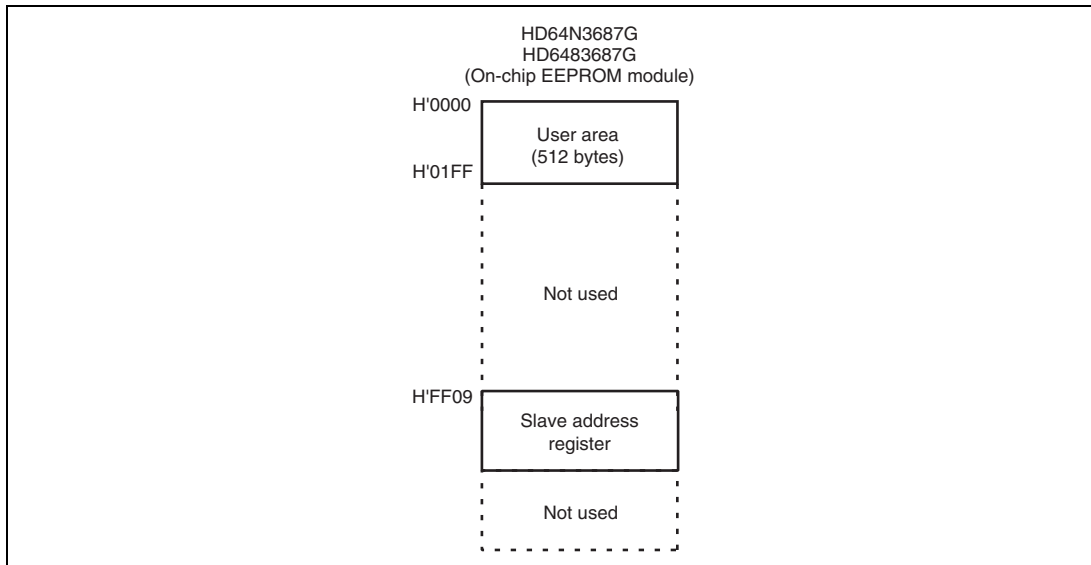 HD64N3687G
HD6483687G
(On-chip EEPROM module)
H'0000
User area
(512 bytes)
H'01FF
Not used
H'FF09
Slave address
register
Not used